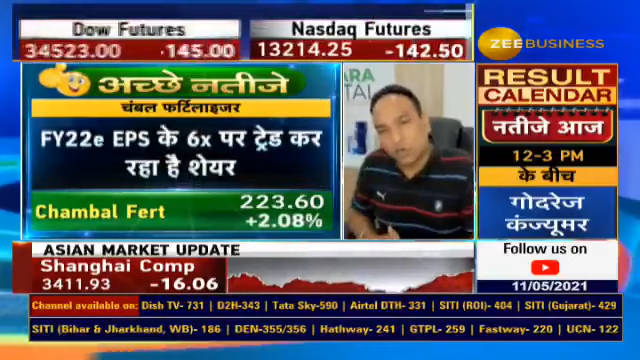 Dow Futures
34523.00 -145.00
Nasdaq Futures
13214.25 -142.50
ZEE BUSINESS
अच्छे नतीजे
चंबल फर्टिलाइजर
FY22e EPS के 6x पर ट्रेड कर
रहा है शेयर
Chambal Fert 223.60
+2.08%
ARA
TAL
RESULT
CALENDAR
नतीजे आज
12-3 PM
के बीच
गोदरेज
कंज्यूमर
ASIAN MARKET UPDATE
Shanghai Comp
3411.93 -16.06
Follow us on
11/05/2021
Channel available on: Dish TV- 731 | D2H-343 | Tata Sky-590 | Airtel DTH- 331 | SITI (ROI)- 404 | SITI (Gujarat)- 429
SITI (Bihar & Jharkhand, WB)- 186 | DEN-355/356 | Hathway- 241 | GTPL- 259 | Fastway- 220 | UCN- 122